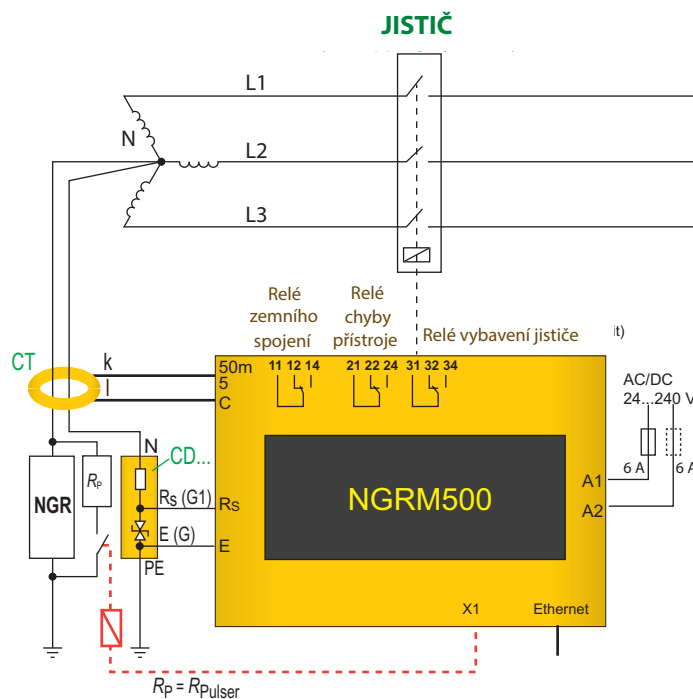 JISTIČ
L1
N
L2
L3
Relé
zemního
spojení
Relé
chyby
přístroje
Relé vybavení jističe
it)
CT
k
l
50m
5
C
11 12 14
21 22 24
31 32 34
AC/DC
24...240 V
6 A
6 A
N
CD...
NGR
RP
RS (G1)
RS
E (G)
E
PE
NGRM500
A1
A2
X1
Ethernet
RP = RPulser